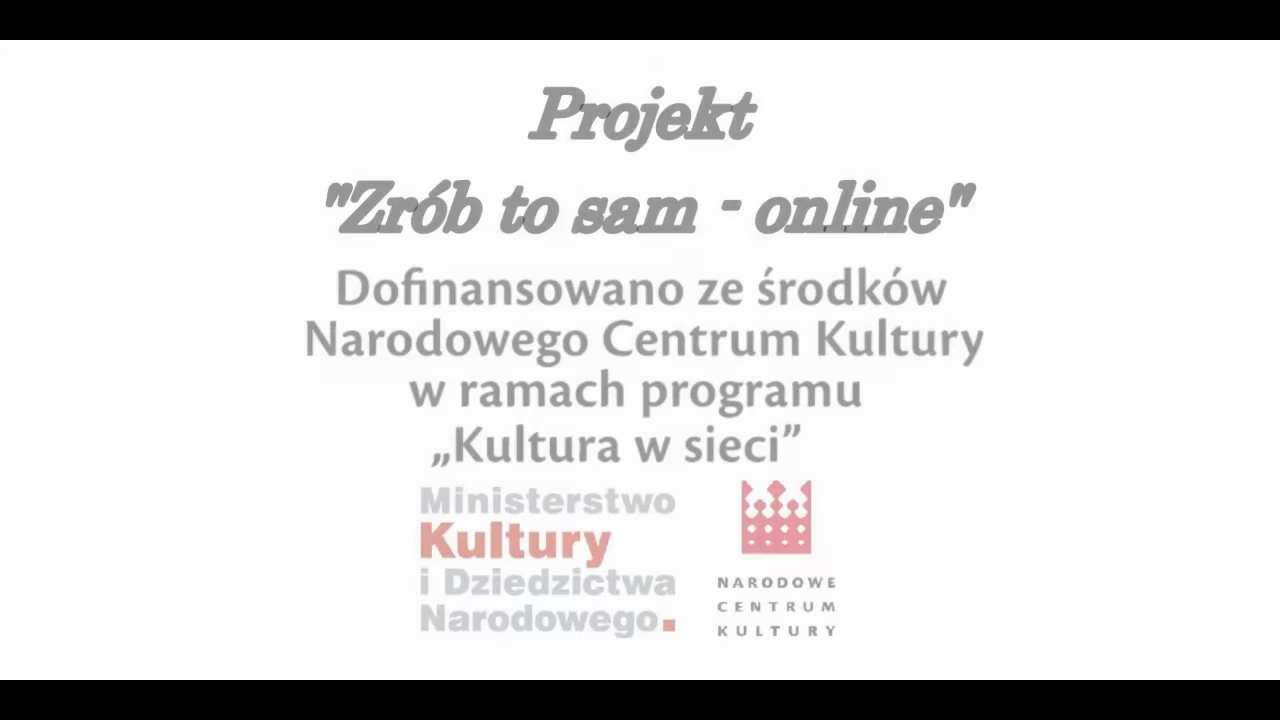 Projekt
"Zrób to sam - online"
Dofinansowano ze środków
Narodowego Centrum Kultury
w ramach programu
„Kultura w sieci”
Ministerstwo
Kultury
i Dziedzictwa
Narodowego.
NARODOWE
CENTRUM
KULTURY